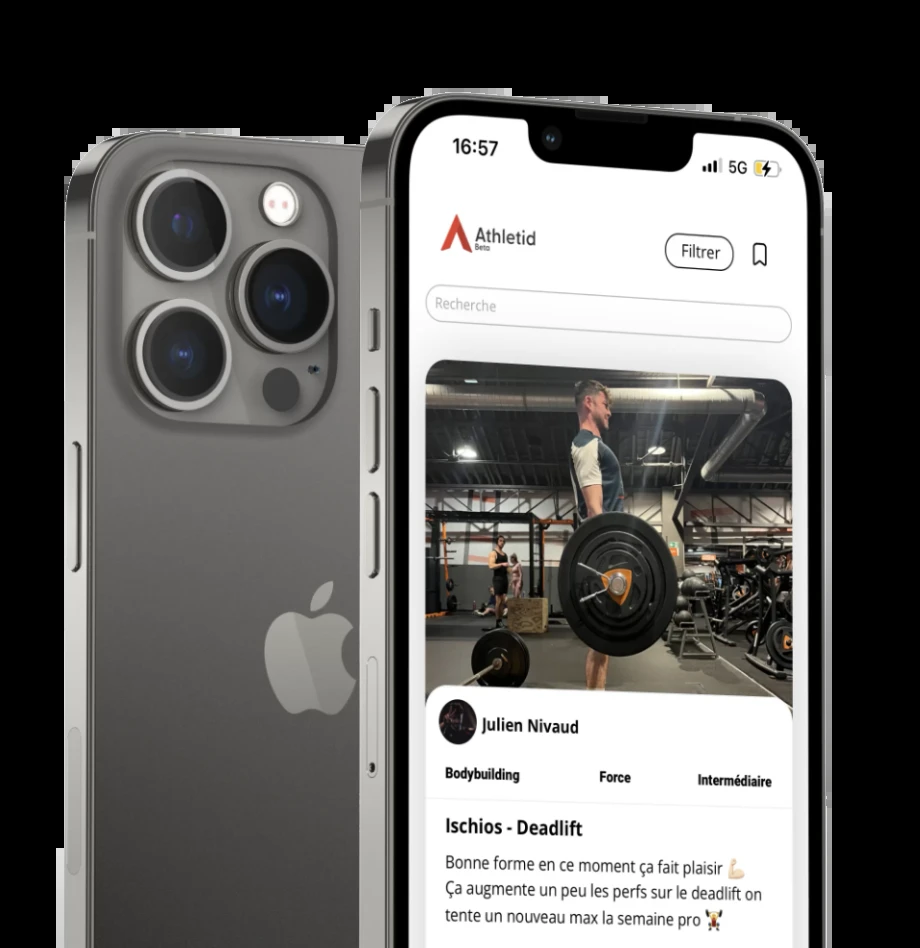 16:57
5G
Athletid
Beta
Filtrer
Recherche
Julien Nivaud
Bodybuilding Force Intermédiaire
Ischios - Deadlift
Bonne forme en ce moment ça fait plaisir 💪🏻
Ça augmente un peu les perfs sur le deadlift on
tente un nouveau max la semaine pro 🏋️